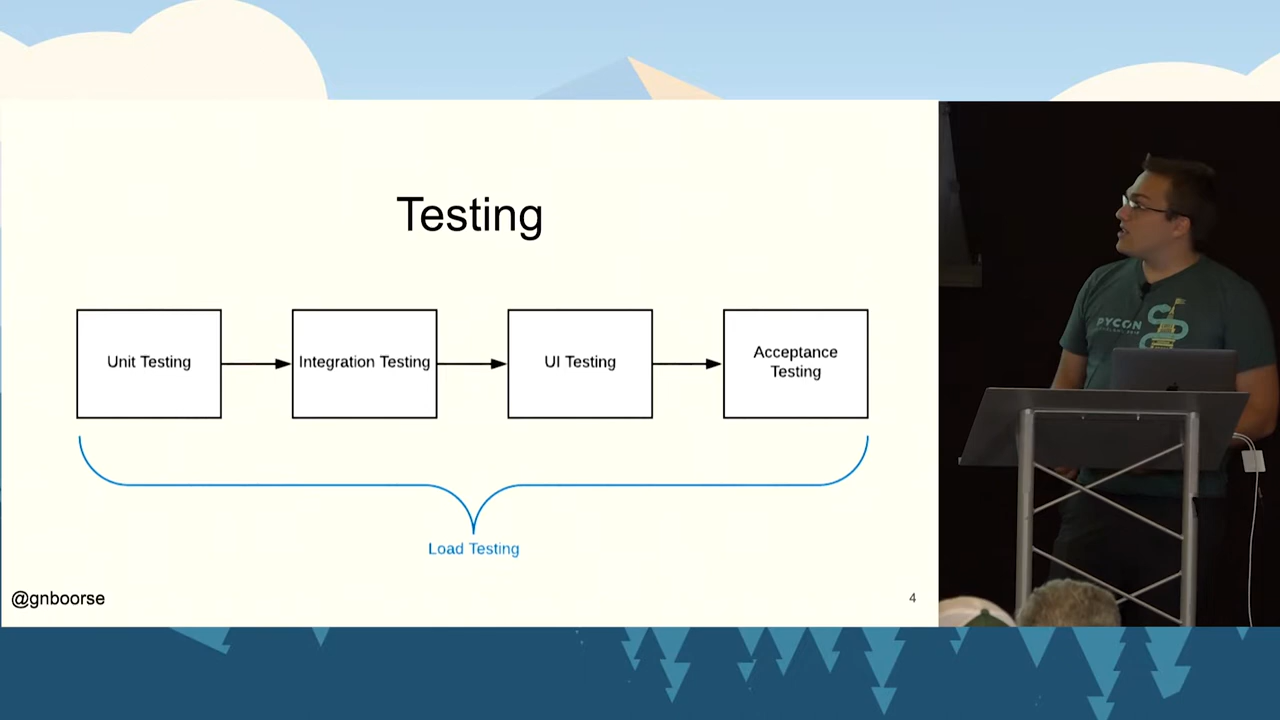 Testing
Unit Testing
Integration Testing
UI Testing
Acceptance
Testing
Load Testing
@gnboorse
4
PYCON